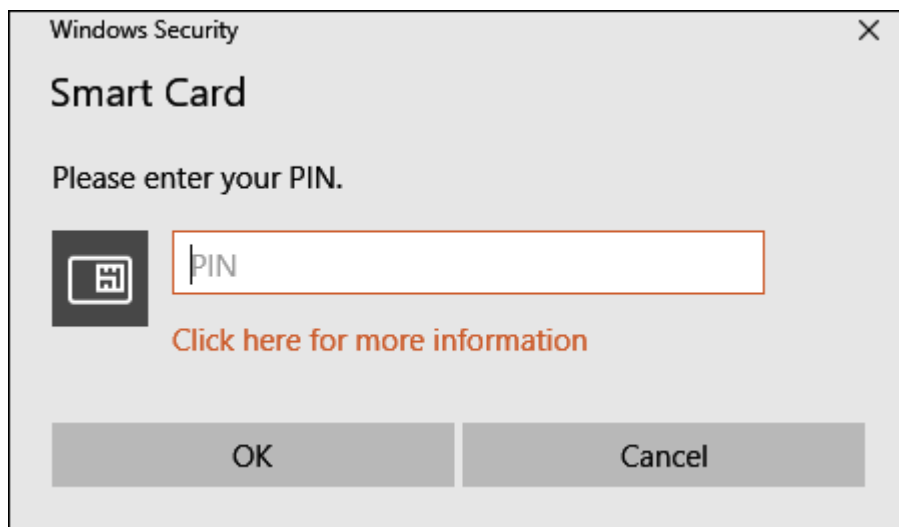 Windows Security
Smart Card
Please enter your PIN.
PIN
Click here for more information
OK
Cancel